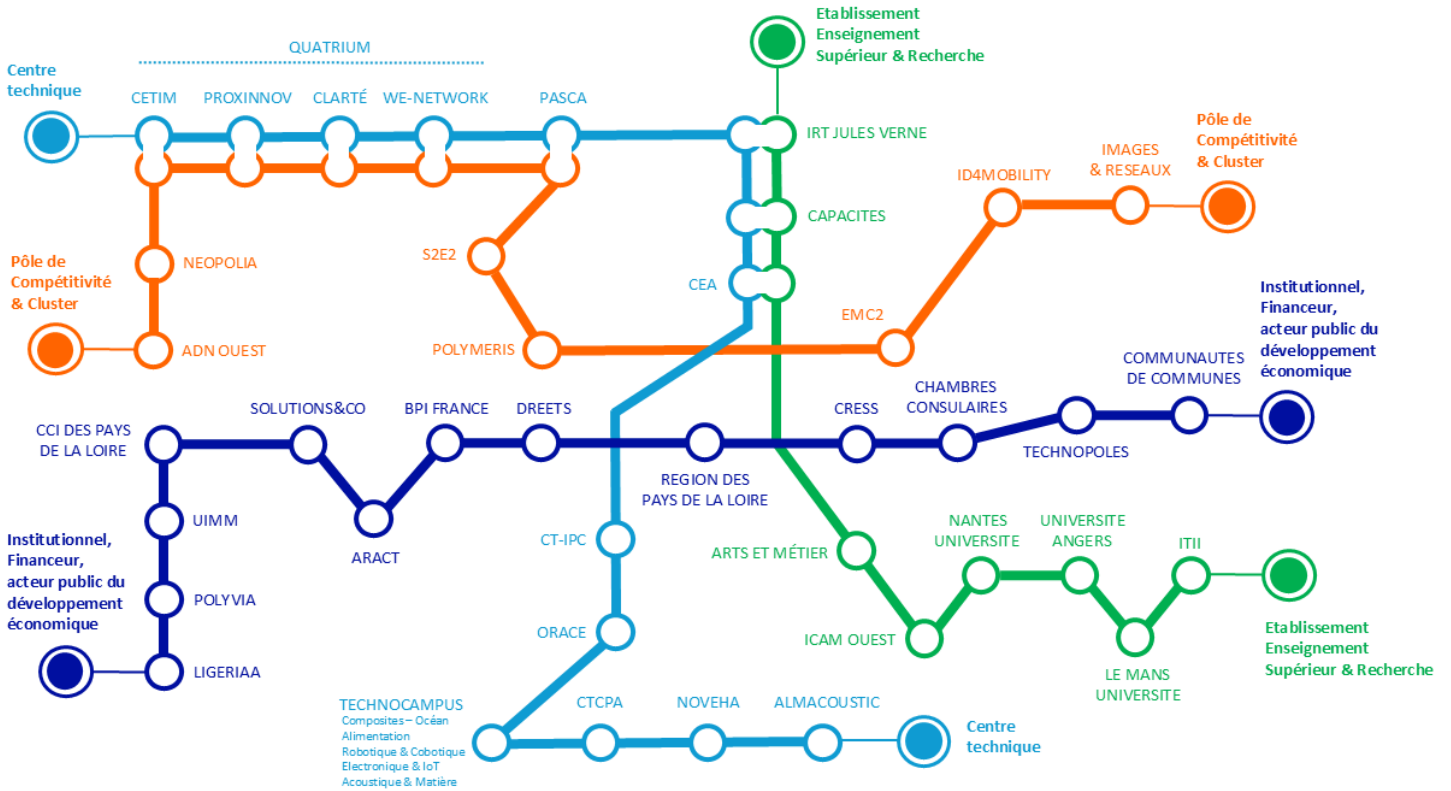 Etablissement
Enseignement
Supérieur & Recherche
QUATRIUM
Centre
technique
CETIM
PROXINNOV
CLARTÉ
WE-NETWORK
PASCA
IRT JULES VERNE
Pôle de
Compétitivité
& Cluster
IMAGES
& RESEAUX
ID4MOBILITY
CAPACITES
S2E2
NEOPOLIA
CEA
Pôle de
Compétitivité
& Cluster
ADN OUEST
POLYMERIS
EMC2
Institutionnel,
Financeur,
acteur public du
développement
économique
COMMUNAUTES
DE COMMUNES
CHAMBRES
CONSULAIRES
SOLUTIONS&CO
BPI FRANCE
DREETS
CRESS
CCI DES PAYS
DE LA LOIRE
TECHNOPOLES
REGION DES
PAYS DE LA LOIRE
UIMM
ARACT
CT-IPC
ARTS ET MÉTIER
NANTES
UNIVERSITE
UNIVERSITE
ANGERS
ITII
Institutionnel,
Financeur,
acteur public du
développement
économique
POLYVIA
ORACE
ICAM OUEST
Etablissement
Enseignement
Supérieur & Recherche
LIGERIAA
LE MANS
UNIVERSITE
TECHNOCAMPUS
Composites – Océan
Alimentation
Robotique & Cobotique
Electronique & IoT
Acoustique & Matière
CTCPA
NOVEHA
ALMACOUSTIC
Centre
technique